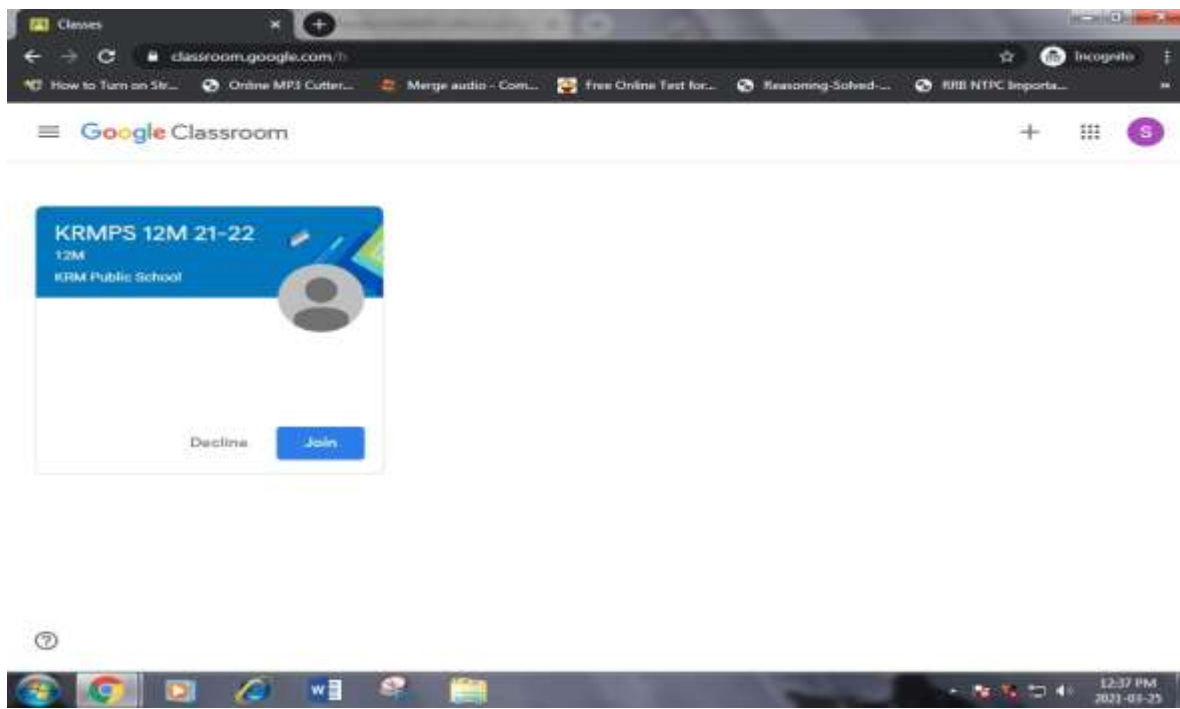 Classes
classroom.google.com/h
Incognito
How to Turn on Str...
Online MP3 Cutter...
Merge audio - Com...
Free Online Test for...
Reasoning-Solved-...
RRB NTPC Importa...
Google Classroom
S
KRMPS 12M 21-22
12M
KRM Public School
Decline
Join
W
12:37 PM
2021-03-25